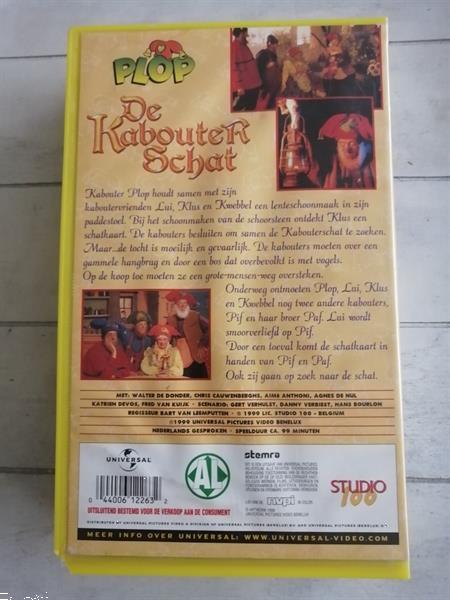 PLOP
De
Kabouter
Schat
Kabouter Plop houdt samen met zijn
kaboutervrienden Lui, Klus en Kwebbel een lenteschoonmaak in zijn
paddestoel. Bij het schoonmaken van de schoorsteen ontdekt Klus een
schatkaart. De kabouters besluiten om samen de Kabouterschat te zoeken.
Maar...de tocht is moeilijk en gevaarlijk. De kabouters moeten over een
gammele hangbrug en door een bos dat overbevolkt is met vogels.
Op de koop toe moeten ze een grote-mensen-weg oversteken.
Onderweg ontmoeten Plop, Lui, Klus
en Kwebbel nog twee andere kabouters,
Pif en haar broer Paf. Lui wordt
smoorverliefd op Pif.
Door een toeval komt de schatkaart in
handen van Pif en Paf.
Ook zij gaan op zoek naar de schat.
MET: WALTER DE DONDER, CHRIS CAUWENBERGHS, AIMÉ ANTHONI, AGNES DE NUL
KATRIEN DEVOS, FRED VAN KUIJK - SCENARIO: GERT VERHULST, DANNY VERBIEST, HANS BOURLON
REGISSEUR BART VAN LEEMPUTTEN - © 1999 LIC. STUDIO 100 - BELGIUM
©1999 UNIVERSAL PICTURES VIDEO BENELUX
NEDERLANDS GESPROKEN - SPEELDUUR CA. 99 MINUTEN
UNIVERSAL
AL
stemra
nvpi
STUDIO
100
0 44006 12263 2
UITSLUITEND BESTEMD VOOR DE VERKOOP AAN DE CONSUMENT
MEER INFO OVER UNIVERSAL: WWW.UNIVERSAL-VIDEO.COM